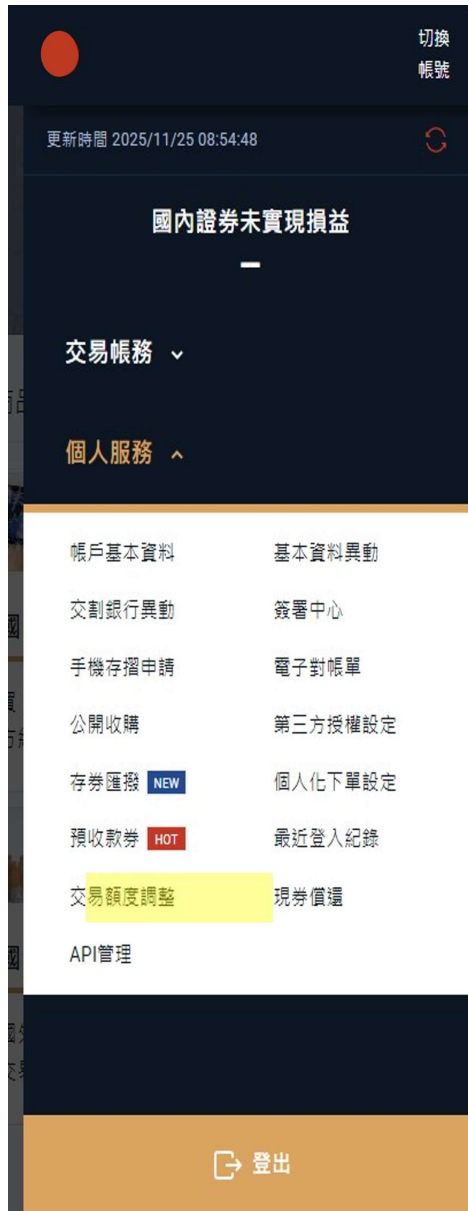 切換
帳號
更新時間 2025/11/25 08:54:48
國內證券未實現損益
交易帳務
個人服務
帳戶基本資料 基本資料異動
交割銀行異動 簽署中心
手機存摺申請 電子對帳單
公開收購 第三方授權設定
存券匯撥 NEW 個人化下單設定
預收款券 HOT 最近登入紀錄
交易額度調整 現券償還
API管理
登出